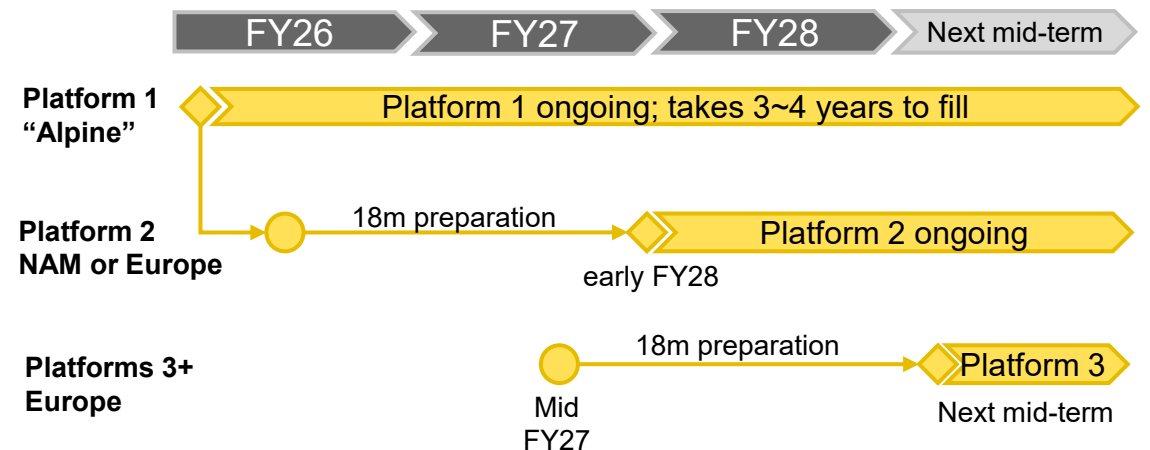 FY26
FY27
FY28
Next mid-term
Platform 1
“Alpine”
Platform 1 ongoing; takes 3~4 years to fill
Platform 2
NAM or Europe
18m preparation
Platform 2 ongoing
early FY28
Platforms 3+
Europe
18m preparation
Platform 3
Mid
FY27
Next mid-term